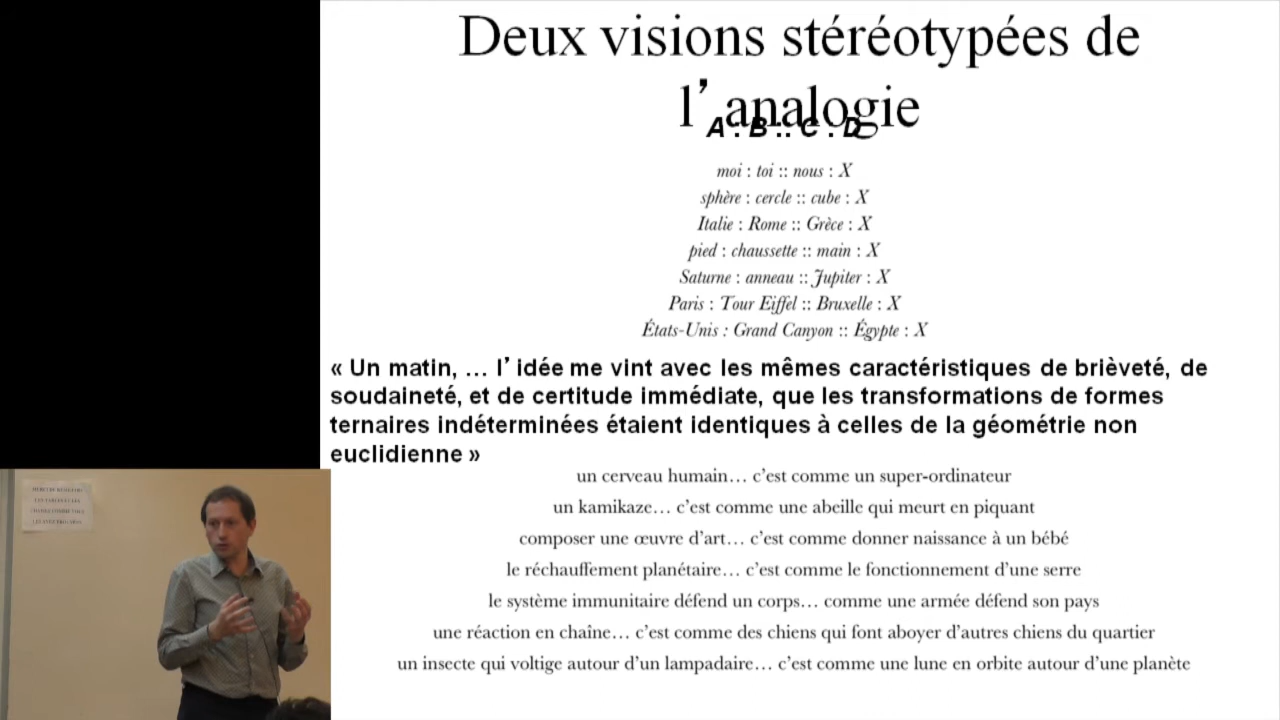 Deux visions stéréotypées de
l’analogie
A : B :: C : D
moi : toi :: nous : X
sphère : cercle :: cube : X
Italie : Rome :: Grèce : X
pied : chaussette :: main : X
Saturne : anneau :: Jupiter : X
Paris : Tour Eiffel :: Bruxelle : X
États-Unis : Grand Canyon :: Égypte : X
« Un matin, … l’idée me vint avec les mêmes caractéristiques de brièveté, de
soudaineté, et de certitude immédiate, que les transformations de formes
ternaires indéterminées étaient identiques à celles de la géométrie non
euclidienne »
un cerveau humain… c’est comme un super-ordinateur
un kamikaze… c’est comme une abeille qui meurt en piquant
composer une œuvre d’art… c’est comme donner naissance à un bébé
le réchauffement planétaire… c’est comme le fonctionnement d’une serre
le système immunitaire défend un corps… comme une armée défend son pays
une réaction en chaîne… c’est comme des chiens qui font aboyer d’autres chiens du quartier
un insecte qui voltige autour d’un lampadaire… c’est comme une lune en orbite autour d’une planète